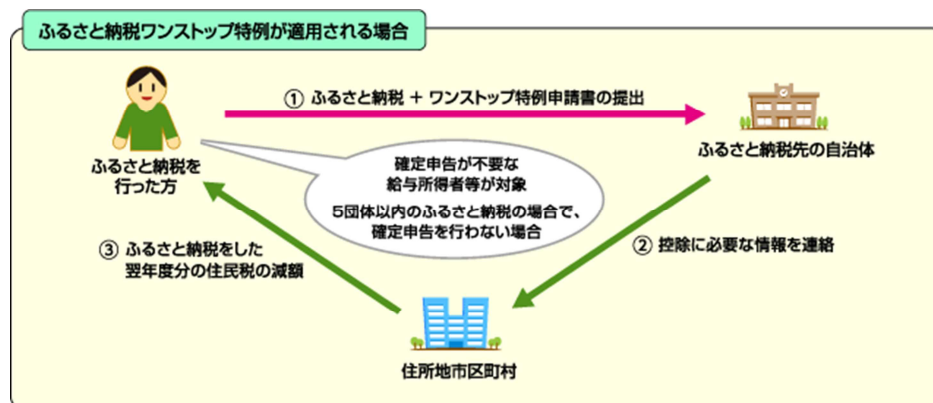 ふるさと納税ワンストップ特例が適用される場合
① ふるさと納税 + ワンストップ特例申請書の提出
ふるさと納税を
行った方
ふるさと納税先の自治体
確定申告が不要な
給与所得者等が対象
5団体以内のふるさと納税の場合で、
確定申告を行わない場合
② 控除に必要な情報を連絡
③ ふるさと納税をした
翌年度分の住民税の減額
住所地市区町村